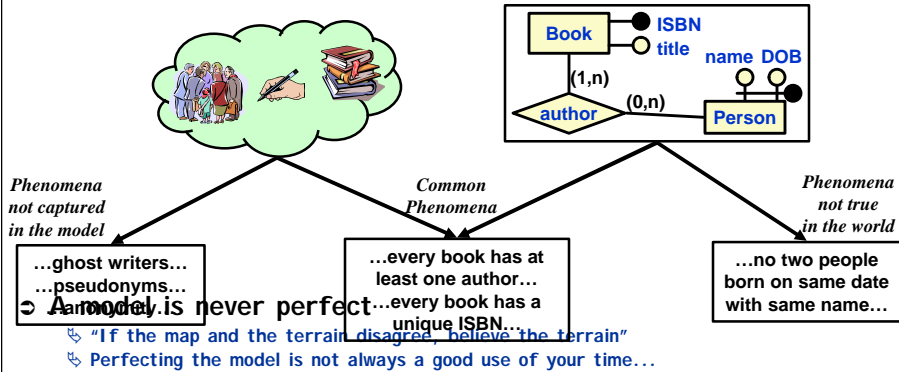 Book
ISBN
title
name DOB
(1,n)
(0,n)
author
Person
Phenomena
not captured
in the model
Common
Phenomena
Phenomena
not true
in the world
…ghost writers…
…pseudonyms…
…anonymity…
…every book has at
least one author…
…every book has a
unique ISBN…
…no two people
born on same date
with same name…
➲ A model is never perfect
↳ “If the map and the terrain disagree, believe the terrain”
↳ Perfecting the model is not always a good use of your time...